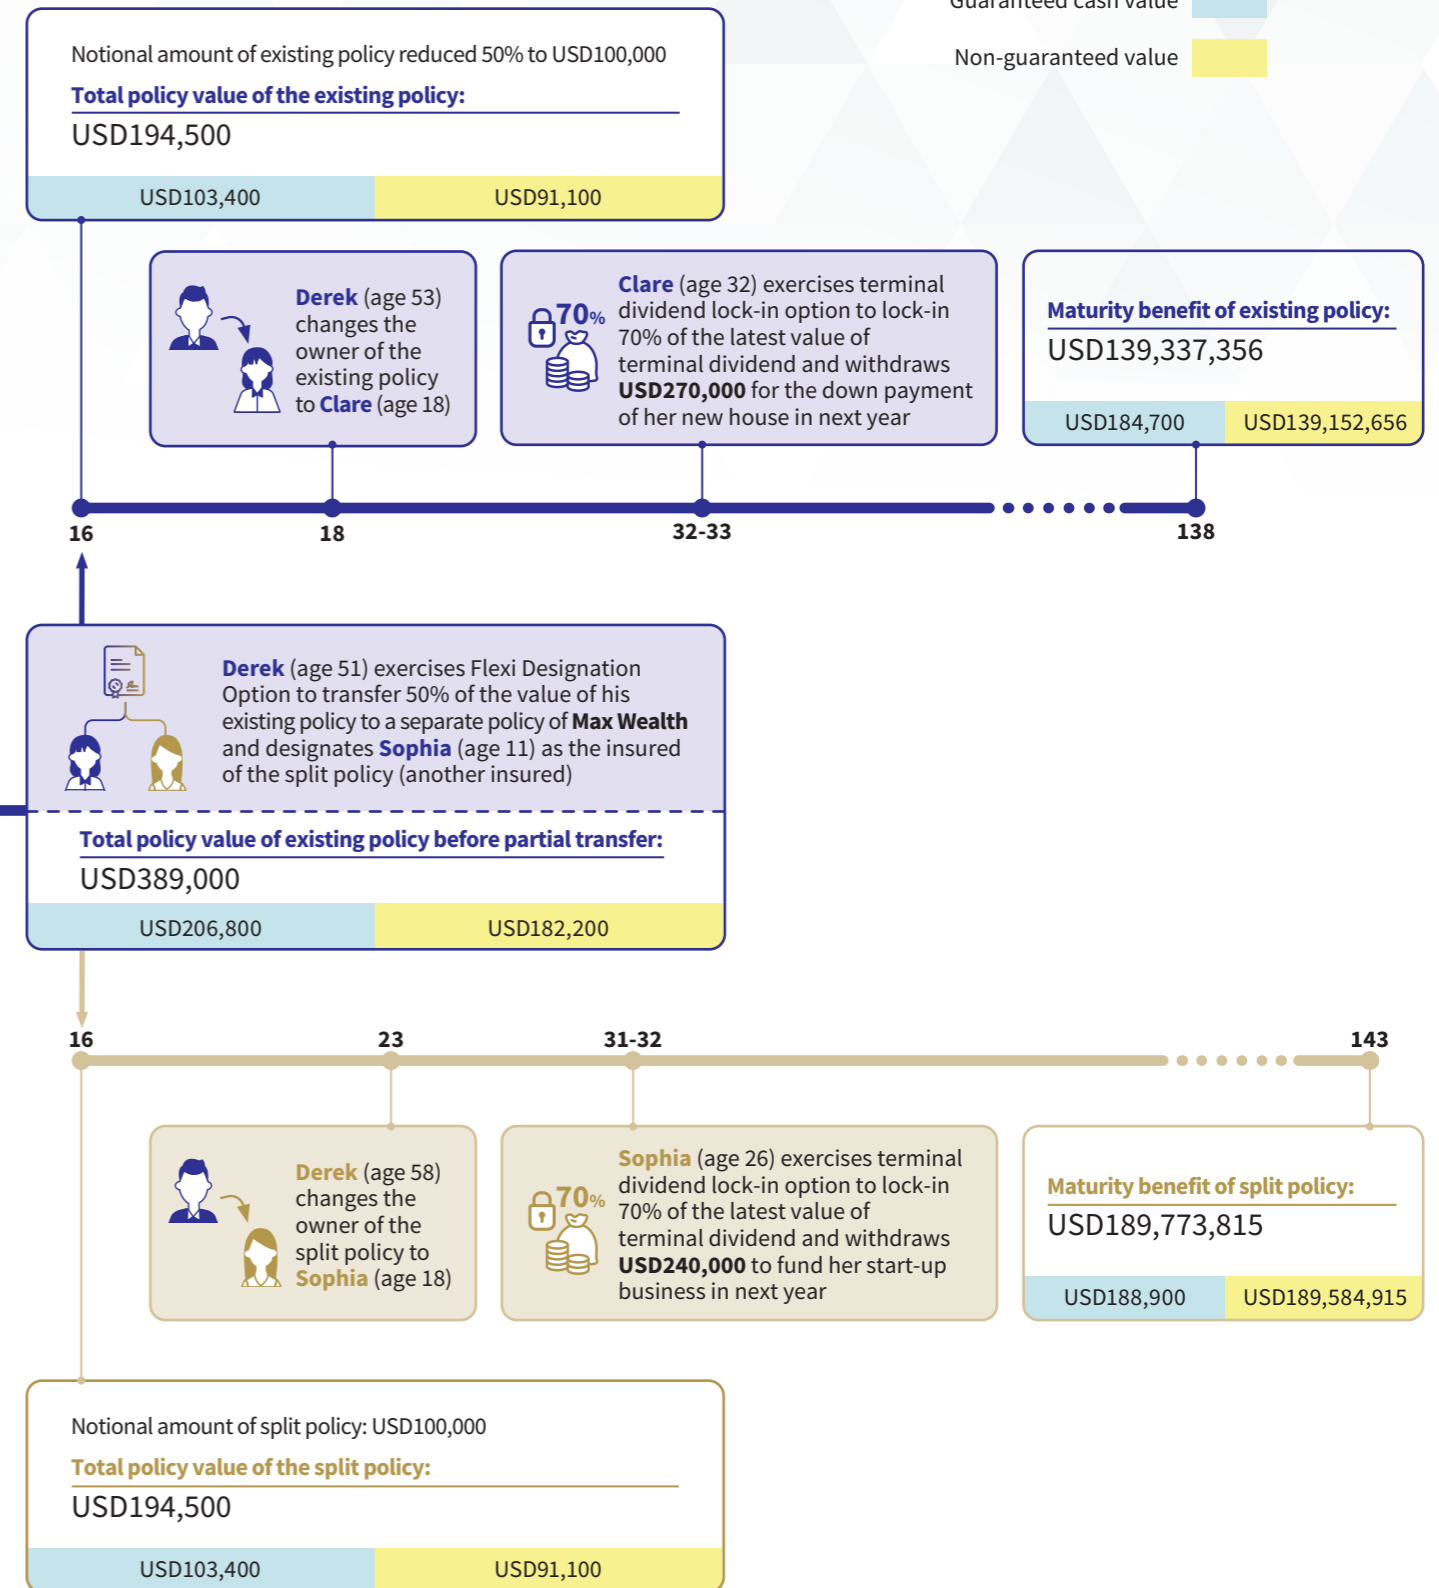 Guaranteed cash value
Non-guaranteed value
Notional amount of existing policy reduced 50% to USD100,000
Total policy value of the existing policy:
USD194,500
USD103,400
USD91,100
Derek (age 53)
changes the
owner of the
existing policy
to Clare (age 18)
70%
Clare (age 32) exercises terminal
dividend lock-in option to lock-in
70% of the latest value of
terminal dividend and withdraws
USD270,000 for the down payment
of her new house in next year
Maturity benefit of existing policy:
USD139,337,356
USD184,700
USD139,152,656
16
18
32-33
138
Derek (age 51) exercises Flexi Designation
Option to transfer 50% of the value of his
existing policy to a separate policy of Max Wealth
and designates Sophia (age 11) as the insured
of the split policy (another insured)
Total policy value of existing policy before partial transfer:
USD389,000
USD206,800
USD182,200
16
23
31-32
143
Derek (age 58)
changes the
owner of the
split policy to
Sophia (age 18)
70%
Sophia (age 26) exercises terminal
dividend lock-in option to lock-in
70% of the latest value of
terminal dividend and withdraws
USD240,000 to fund her start-up
business in next year
Maturity benefit of split policy:
USD189,773,815
USD188,900
USD189,584,915
Notional amount of split policy: USD100,000
Total policy value of the split policy:
USD194,500
USD103,400
USD91,100